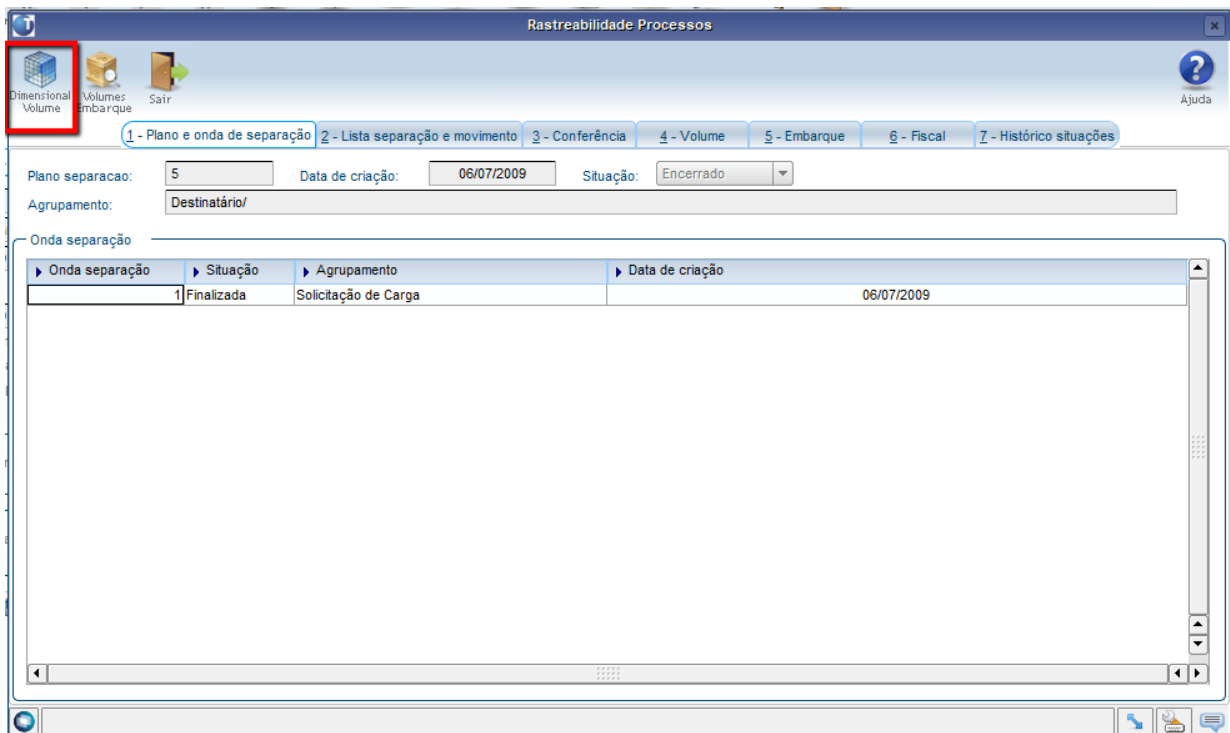 Rastreabilidade Processos
Dimensional Volume
Volumes Embarque
Sair
Ajuda
1 - Plano e onda de separação
2 - Lista separação e movimento
3 - Conferência
4 - Volume
5 - Embarque
6 - Fiscal
7 - Histórico situações
Plano separacao: 5 Data de criação: 06/07/2009 Situação: Encerrado
Agrupamento: Destinatário/
Onda separação
Onda separação Situação Agrupamento Data de criação
1 Finalizada Solicitação de Carga 06/07/2009